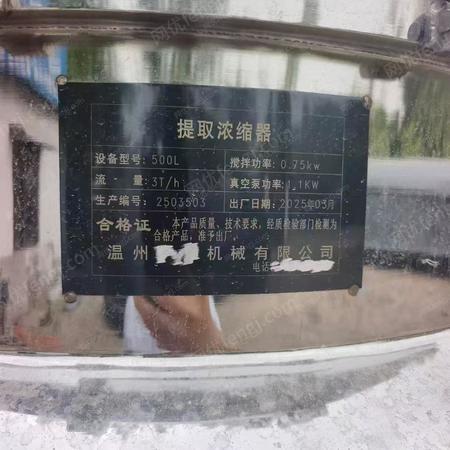 提取浓缩器
设备型号:500L 搅拌功率:0.75kw
流 量:3T/h 真空泵功率:1.1KW
生产编号:2503503 出厂日期:2025年03月
合格证 本产品质量、技术要求,经质检验部门检测为
合格产品,准予出厂。
温州 机械有限公司
电话